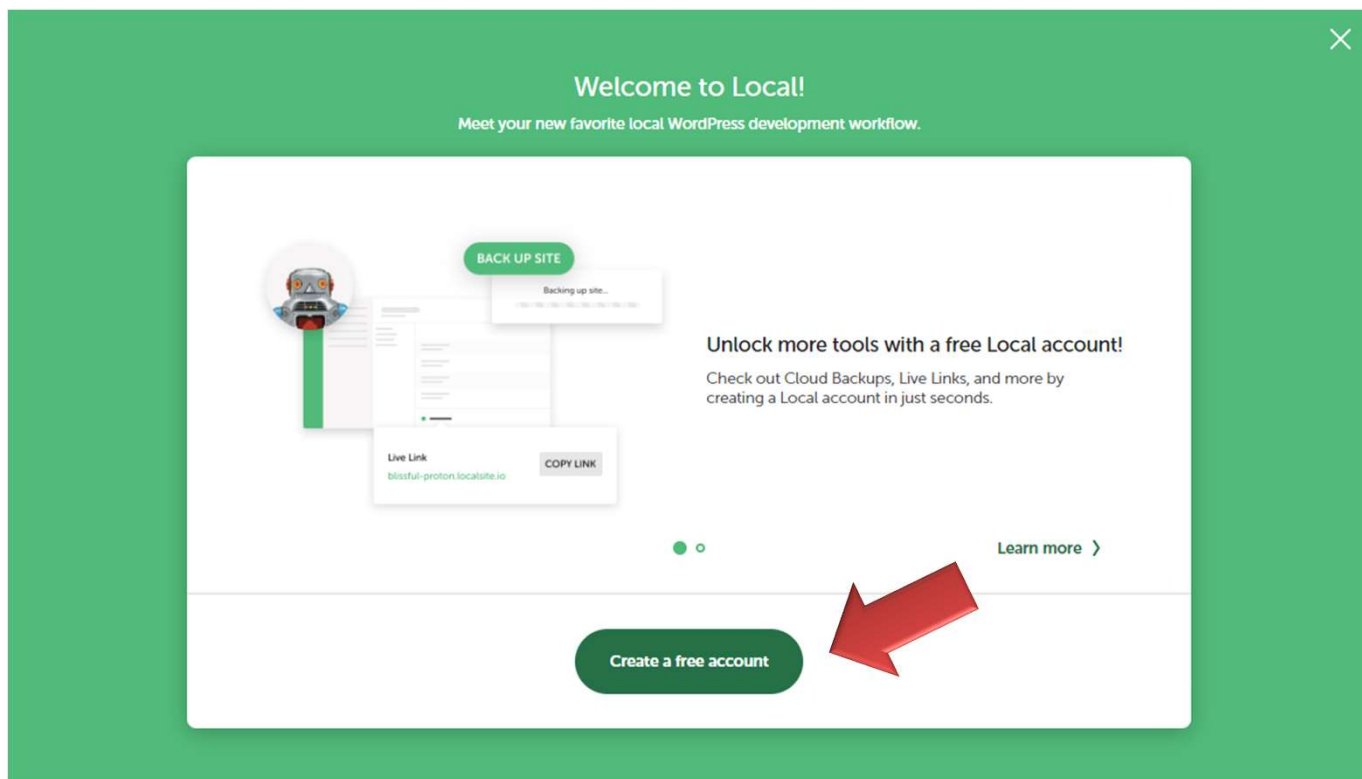 Welcome to Local!
Meet your new favorite local WordPress development workflow.
BACK UP SITE
Backing up site...
Unlock more tools with a free Local account!
Check out Cloud Backups, Live Links, and more by
creating a Local account in just seconds.
Live Link
blissful-proton.localsite.io
COPY LINK
Learn more
Create a free account